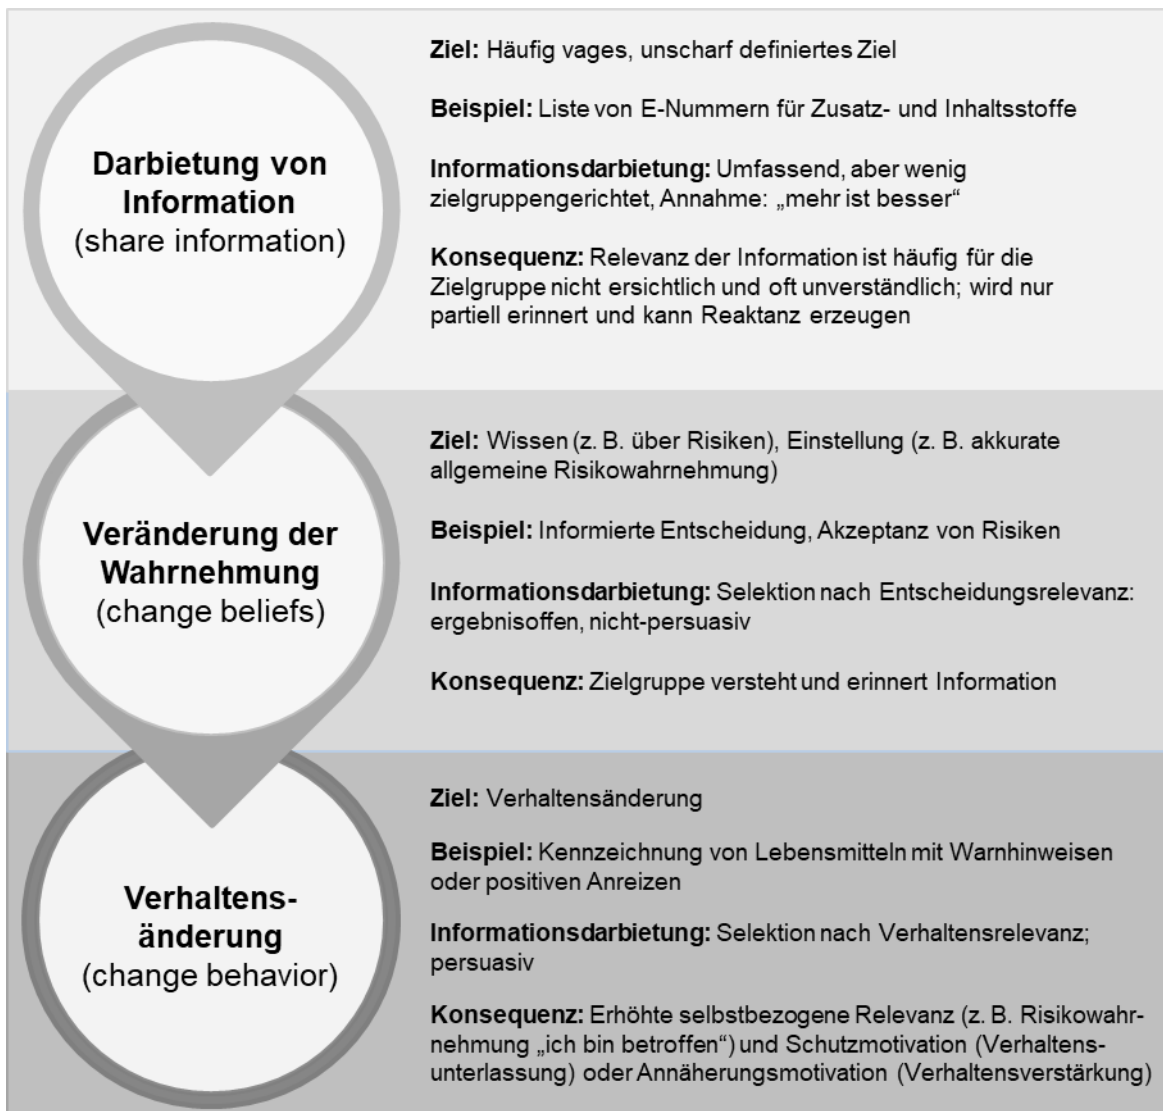 Darbietung von
Information
(share information)
Ziel: Häufig vages, unscharf definiertes Ziel
Beispiel: Liste von E-Nummern für Zusatz- und Inhaltsstoffe
Informationsdarbietung: Umfassend, aber wenig
zielgruppengerichtet, Annahme: „mehr ist besser“
Konsequenz: Relevanz der Information ist häufig für die
Zielgruppe nicht ersichtlich und oft unverständlich; wird nur
partiell erinnert und kann Reaktanz erzeugen
Veränderung der
Wahrnehmung
(change beliefs)
Ziel: Wissen (z. B. über Risiken), Einstellung (z. B. akkurate
allgemeine Risikowahrnehmung)
Beispiel: Informierte Entscheidung, Akzeptanz von Risiken
Informationsdarbietung: Selektion nach Entscheidungsrelevanz:
ergebnisoffen, nicht-persuasiv
Konsequenz: Zielgruppe versteht und erinnert Information
Verhaltens-
änderung
(change behavior)
Ziel: Verhaltensänderung
Beispiel: Kennzeichnung von Lebensmitteln mit Warnhinweisen
oder positiven Anreizen
Informationsdarbietung: Selektion nach Verhaltensrelevanz;
persuasiv
Konsequenz: Erhöhte selbstbezogene Relevanz (z. B. Risikowahr-
nehmung „ich bin betroffen“) und Schutzmotivation (Verhaltens-
unterlassung) oder Annäherungsmotivation (Verhaltensverstärkung)